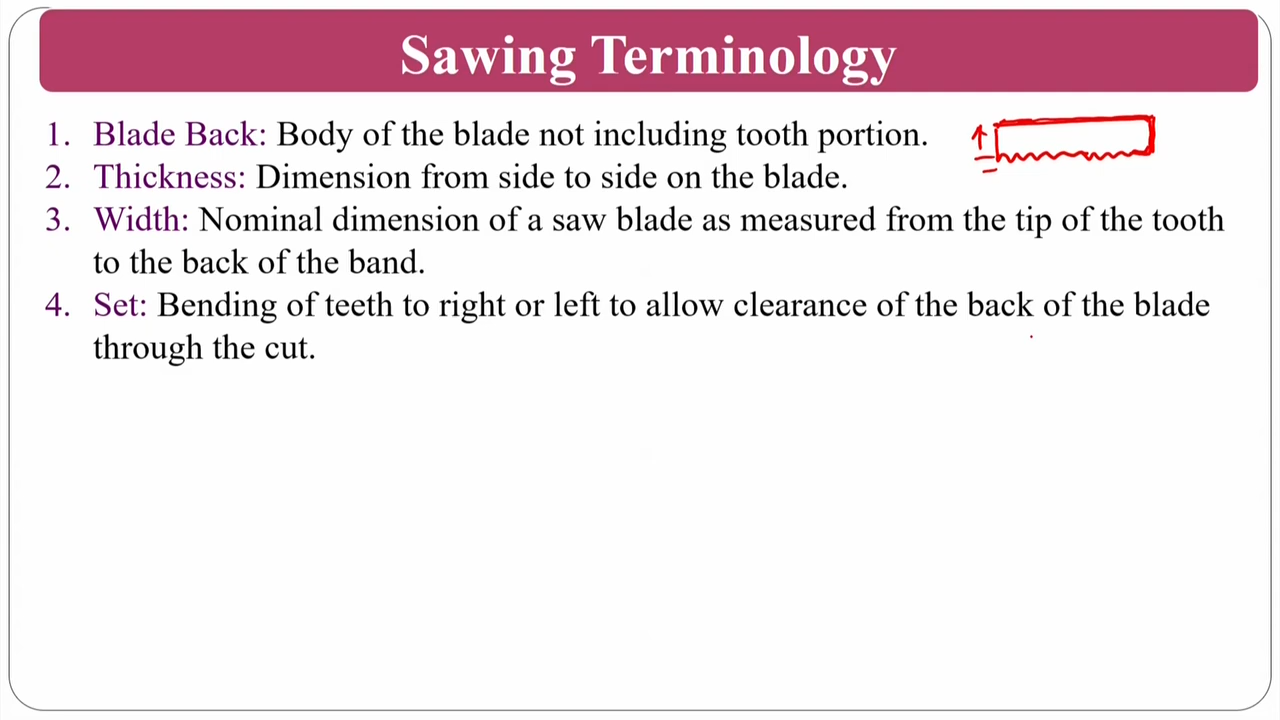 Sawing Terminology
1. Blade Back: Body of the blade not including tooth portion.
2. Thickness: Dimension from side to side on the blade.
3. Width: Nominal dimension of a saw blade as measured from the tip of the tooth
to the back of the band.
4. Set: Bending of teeth to right or left to allow clearance of the back of the blade
through the cut.